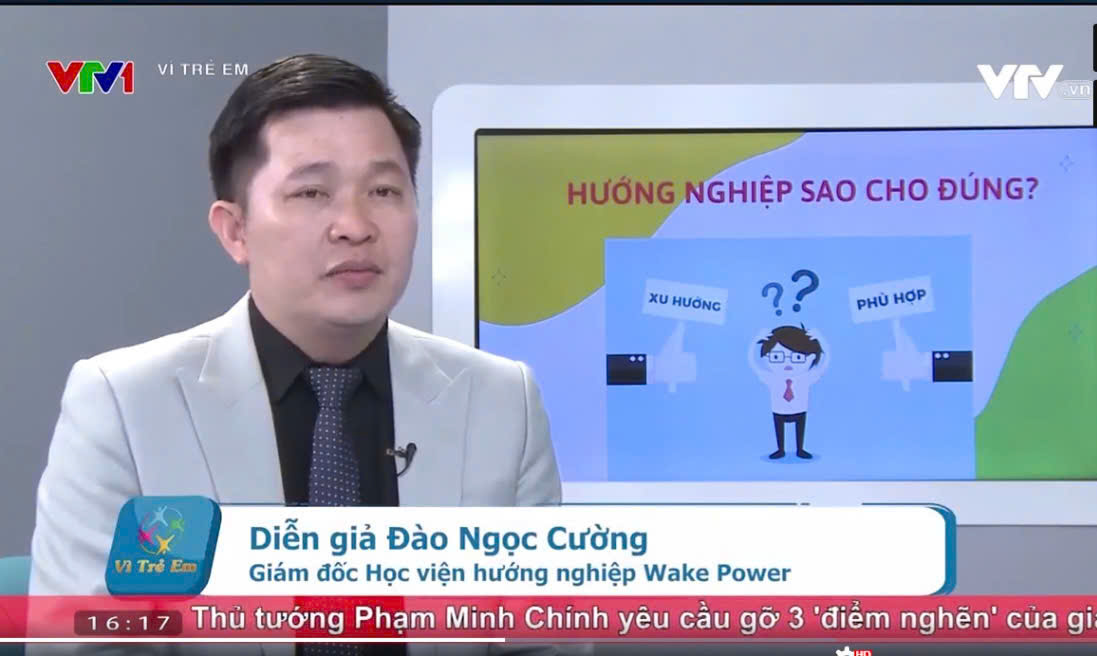 VTV1
VÌ TRẺ EM
VTV.vn
HƯỚNG NGHIỆP SAO CHO ĐÚNG?
XU HƯỚNG
??
PHÙ HỢP
Diễn giả Đào Ngọc Cường
Giám đốc Học viện hướng nghiệp Wake Power
Vì Trẻ Em
16:17 Thủ tướng Phạm Minh Chính yêu cầu gỡ 3 'điểm nghẽn' của
HD